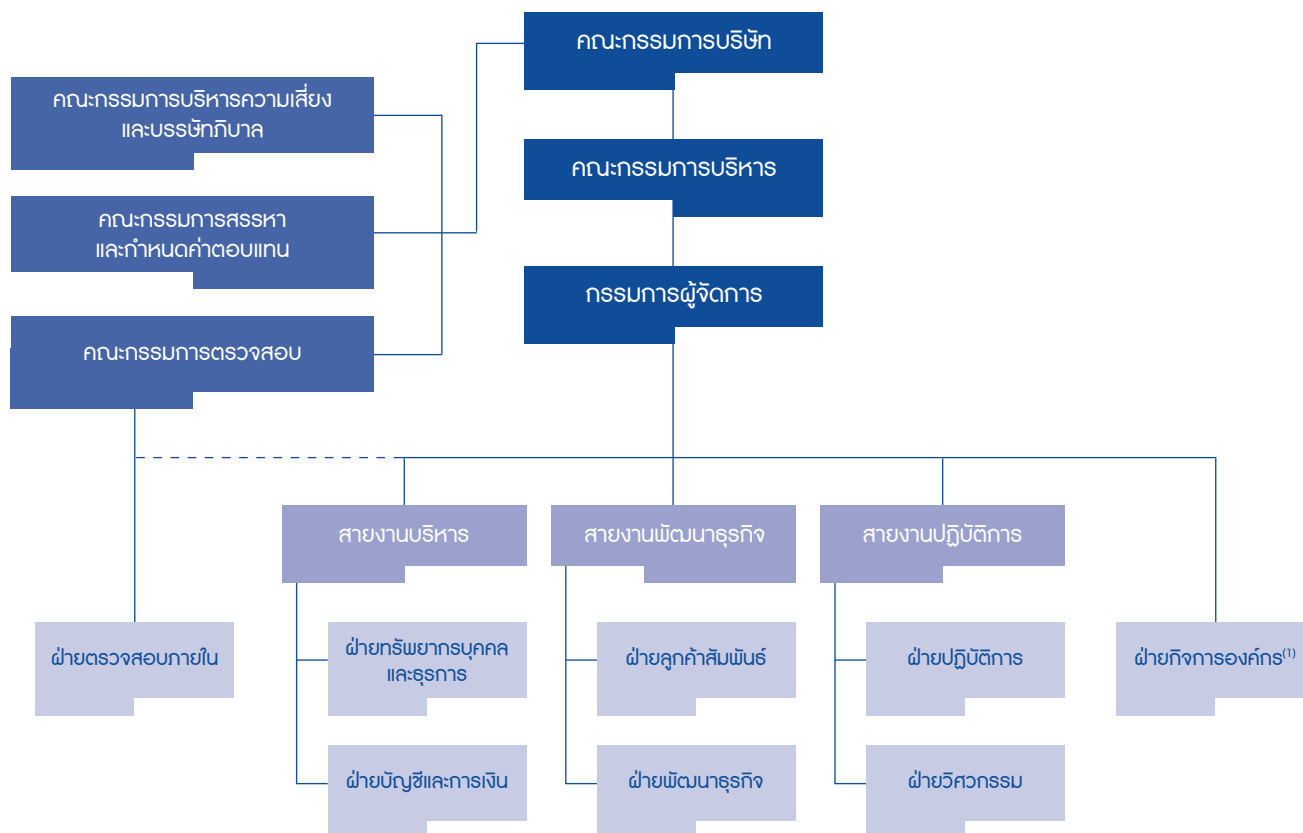 คณะกรรมการบริษัท
คณะกรรมการบริหารความเสี่ยง
และบรรษัทภิบาล
คณะกรรมการบริหาร
คณะกรรมการสรรหา
และกำหนดค่าตอบแทน
กรรมการผู้จัดการ
คณะกรรมการตรวจสอบ
สายงานบริหาร
สายงานพัฒนาธุรกิจ
สายงานปฏิบัติการ
ฝ่ายตรวจสอบภายใน
ฝ่ายทรัพยากรบุคคล
และธุรการ
ฝ่ายลูกค้าสัมพันธ์
ฝ่ายปฏิบัติการ
ฝ่ายกิจการองค์กร⁽¹⁾
ฝ่ายบัญชีและการเงิน
ฝ่ายพัฒนาธุรกิจ
ฝ่ายวิศวกรรม